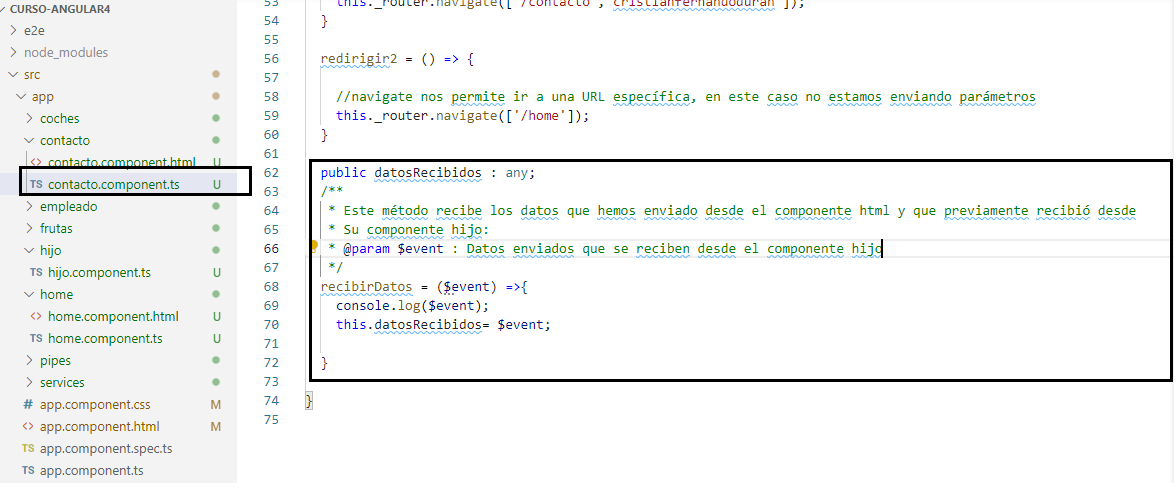 CURSO-ANGULAR4
e2e
node_modules
src
app
coches
contacto
<> contacto.component.html U
TS contacto.component.ts U
empleado
frutas
hijo
TS hijo.component.ts U
home
<> home.component.html U
TS home.component.ts U
pipes
services
# app.component.css M
<> app.component.html M
TS app.component.spec.ts
TS app.component.ts
53 this._router.navigate(['/contacto','cristianfernandoduran']);
54 }
55
56 redirigir2 = () => {
57
58 //navigate nos permite ir a una URL específica, en este caso no estamos enviando parámetros
59 this._router.navigate(['/home']);
60 }
61
62 public datosRecibidos : any;
63 /**
64 * Este método recibe los datos que hemos enviado desde el componente html y que previamente recibió desde
65 * Su componente hijo:
66 * @param $event : Datos enviados que se reciben desde el componente hijo
67 */
68 recibirDatos = ($event) =>{
69 console.log($event);
70 this.datosRecibidos= $event;
71
72 }
73
74 }
75